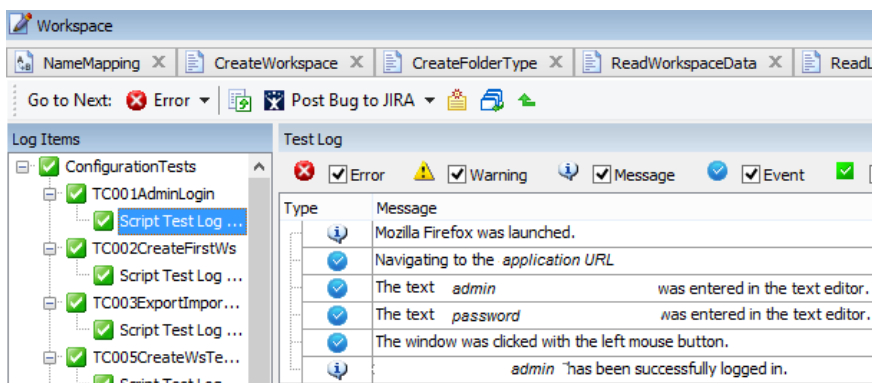 Workspace
NameMapping
CreateWorkspace
CreateFolderType
ReadWorkspaceData
ReadL
Go to Next: Error Post Bug to JIRA
Log Items
Test Log
Error Warning Message Event
Type Message
ConfigurationTests
TC001AdminLogin
Script Test Log ...
TC002CreateFirstWs
Script Test Log ...
TC003ExportImpor...
Script Test Log ...
TC005CreateWsTe...
Script Test Log
Mozilla Firefox was launched.
Navigating to the application URL
The text admin was entered in the text editor.
The text password was entered in the text editor.
The window was clicked with the left mouse button.
admin has been successfully logged in.